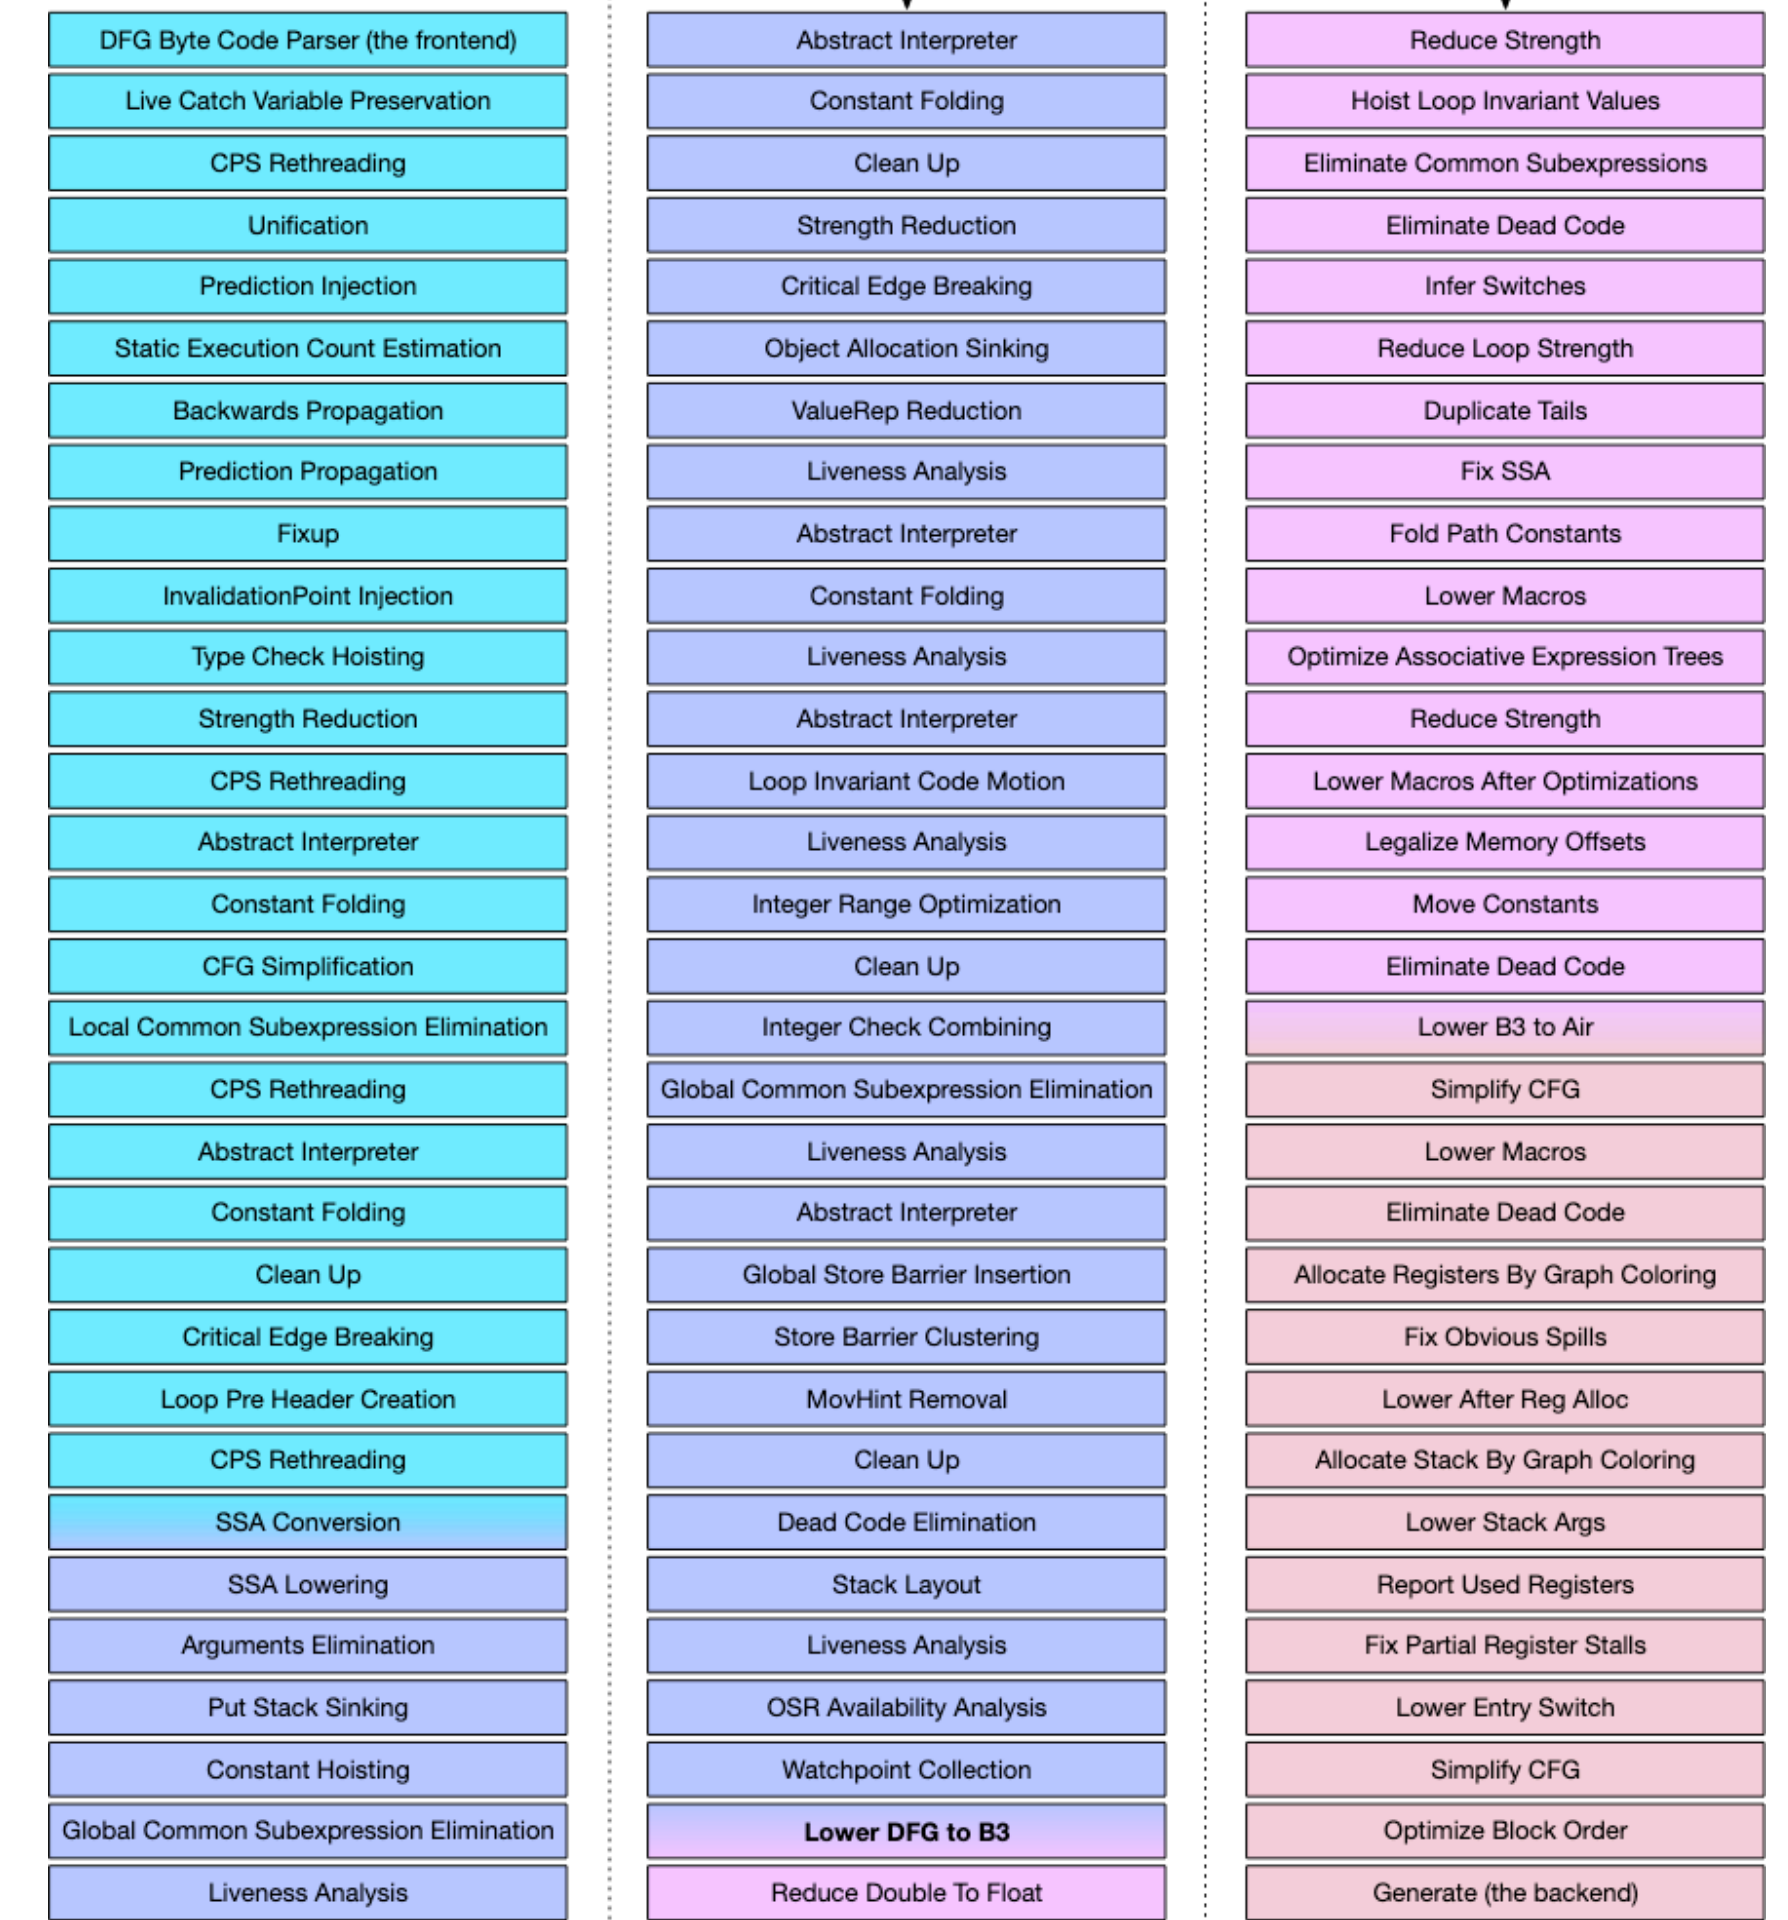 DFG Byte Code Parser (the frontend)
Live Catch Variable Preservation
CPS Rethreading
Unification
Prediction Injection
Static Execution Count Estimation
Backwards Propagation
Prediction Propagation
Fixup
InvalidationPoint Injection
Type Check Hoisting
Strength Reduction
CPS Rethreading
Abstract Interpreter
Constant Folding
CFG Simplification
Local Common Subexpression Elimination
CPS Rethreading
Abstract Interpreter
Constant Folding
Clean Up
Critical Edge Breaking
Loop Pre Header Creation
CPS Rethreading
SSA Conversion
SSA Lowering
Arguments Elimination
Put Stack Sinking
Constant Hoisting
Global Common Subexpression Elimination
Liveness Analysis
Abstract Interpreter
Constant Folding
Clean Up
Strength Reduction
Critical Edge Breaking
Object Allocation Sinking
ValueRep Reduction
Liveness Analysis
Abstract Interpreter
Constant Folding
Liveness Analysis
Abstract Interpreter
Loop Invariant Code Motion
Liveness Analysis
Integer Range Optimization
Clean Up
Integer Check Combining
Global Common Subexpression Elimination
Liveness Analysis
Abstract Interpreter
Global Store Barrier Insertion
Store Barrier Clustering
MovHint Removal
Clean Up
Dead Code Elimination
Stack Layout
Liveness Analysis
OSR Availability Analysis
Watchpoint Collection
Lower DFG to B3
Reduce Double To Float
Reduce Strength
Hoist Loop Invariant Values
Eliminate Common Subexpressions
Eliminate Dead Code
Infer Switches
Reduce Loop Strength
Duplicate Tails
Fix SSA
Fold Path Constants
Lower Macros
Optimize Associative Expression Trees
Reduce Strength
Lower Macros After Optimizations
Legalize Memory Offsets
Move Constants
Eliminate Dead Code
Lower B3 to Air
Simplify CFG
Lower Macros
Eliminate Dead Code
Allocate Registers By Graph Coloring
Fix Obvious Spills
Lower After Reg Alloc
Allocate Stack By Graph Coloring
Lower Stack Args
Report Used Registers
Fix Partial Register Stalls
Lower Entry Switch
Simplify CFG
Optimize Block Order
Generate (the backend)